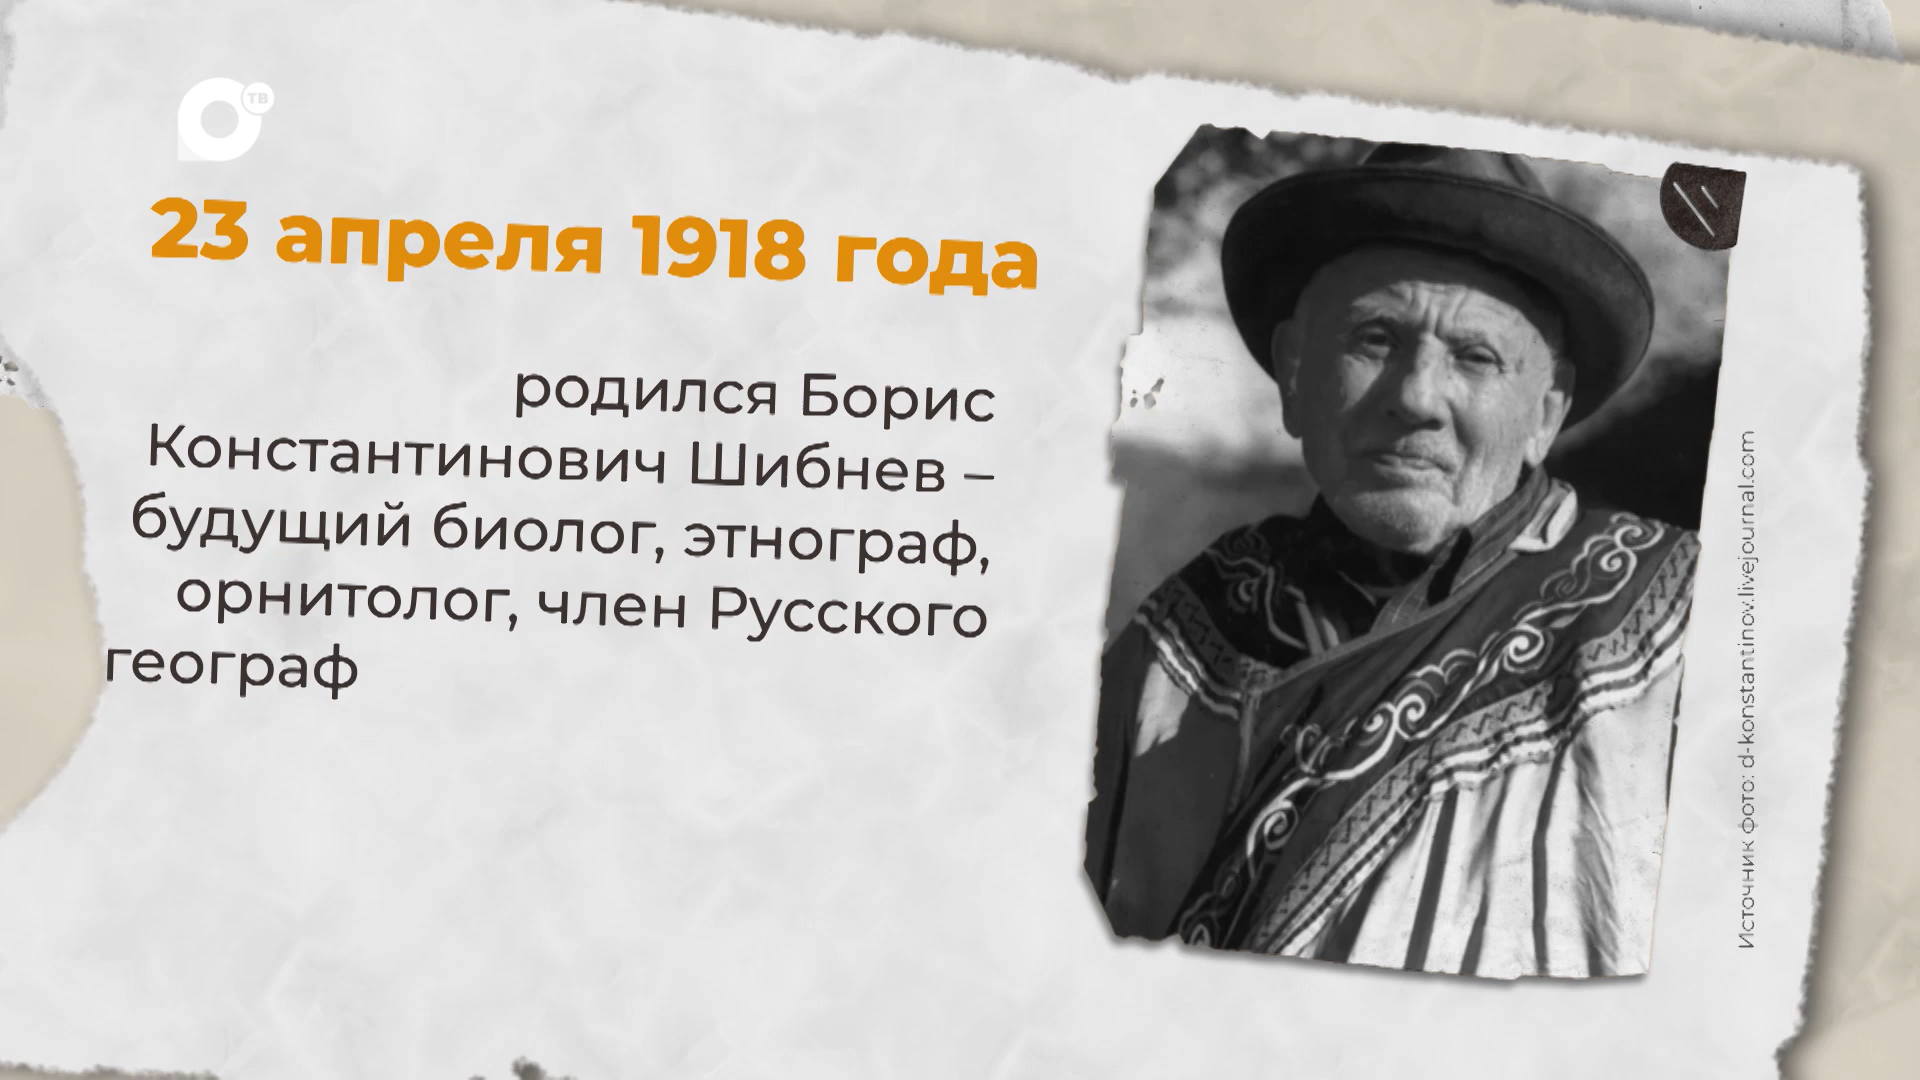 ТВ
23 апреля 1918 года
родился Борис
Константинович Шибнев –
будущий биолог, этнограф,
орнитолог, член Русского
географ
Источник фото: d-konstantinov.livejournal.com